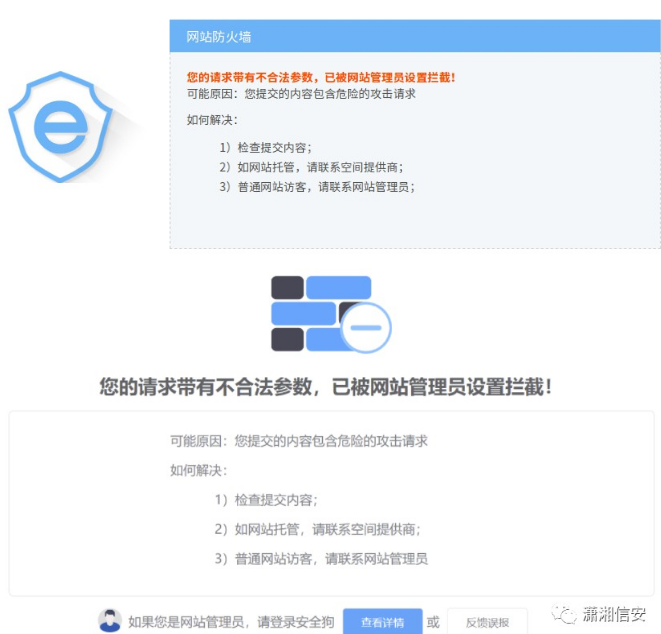 网站防火墙
您的请求带有不合法参数，已被网站管理员设置拦截！
可能原因：您提交的内容包含危险的攻击请求
如何解决：
1）检查提交内容；
2）如网站托管，请联系空间提供商；
3）普通网站访客，请联系网站管理员；
您的请求带有不合法参数，已被网站管理员设置拦截！
可能原因：您提交的内容包含危险的攻击请求
如何解决：
1）检查提交内容；
2）如网站托管，请联系空间提供商；
3）普通网站访客，请联系网站管理员
如果您是网站管理员，请登录安全狗 查看详情 或 反馈误报
潇湘信安